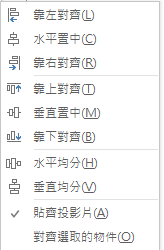 靠左對齊(L)
水平置中(C)
靠右對齊(R)
靠上對齊(T)
垂直置中(M)
靠下對齊(B)
水平均分(H)
垂直均分(V)
貼齊投影片(A)
對齊選取的物件(O)